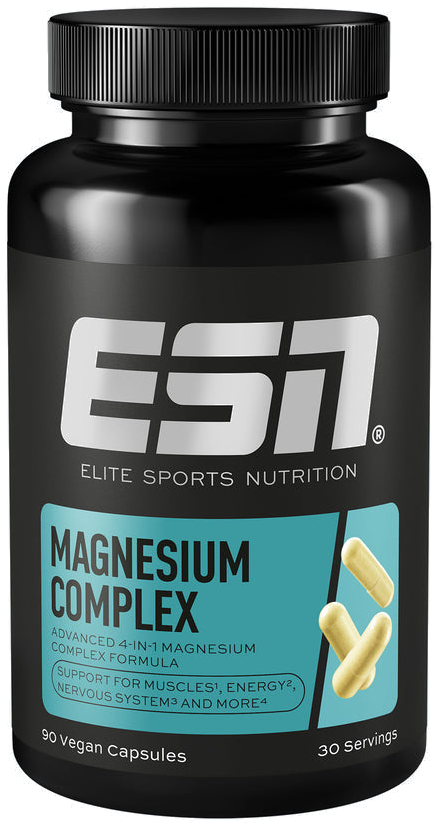 ESN®
ELITE SPORTS NUTRITION
MAGNESIUM
COMPLEX
ADVANCED 4-IN-1 MAGNESIUM
COMPLEX FORMULA
SUPPORT FOR MUSCLES¹, ENERGY²,
NERVOUS SYSTEM³ AND MORE⁴
90 Vegan Capsules
30 Servings